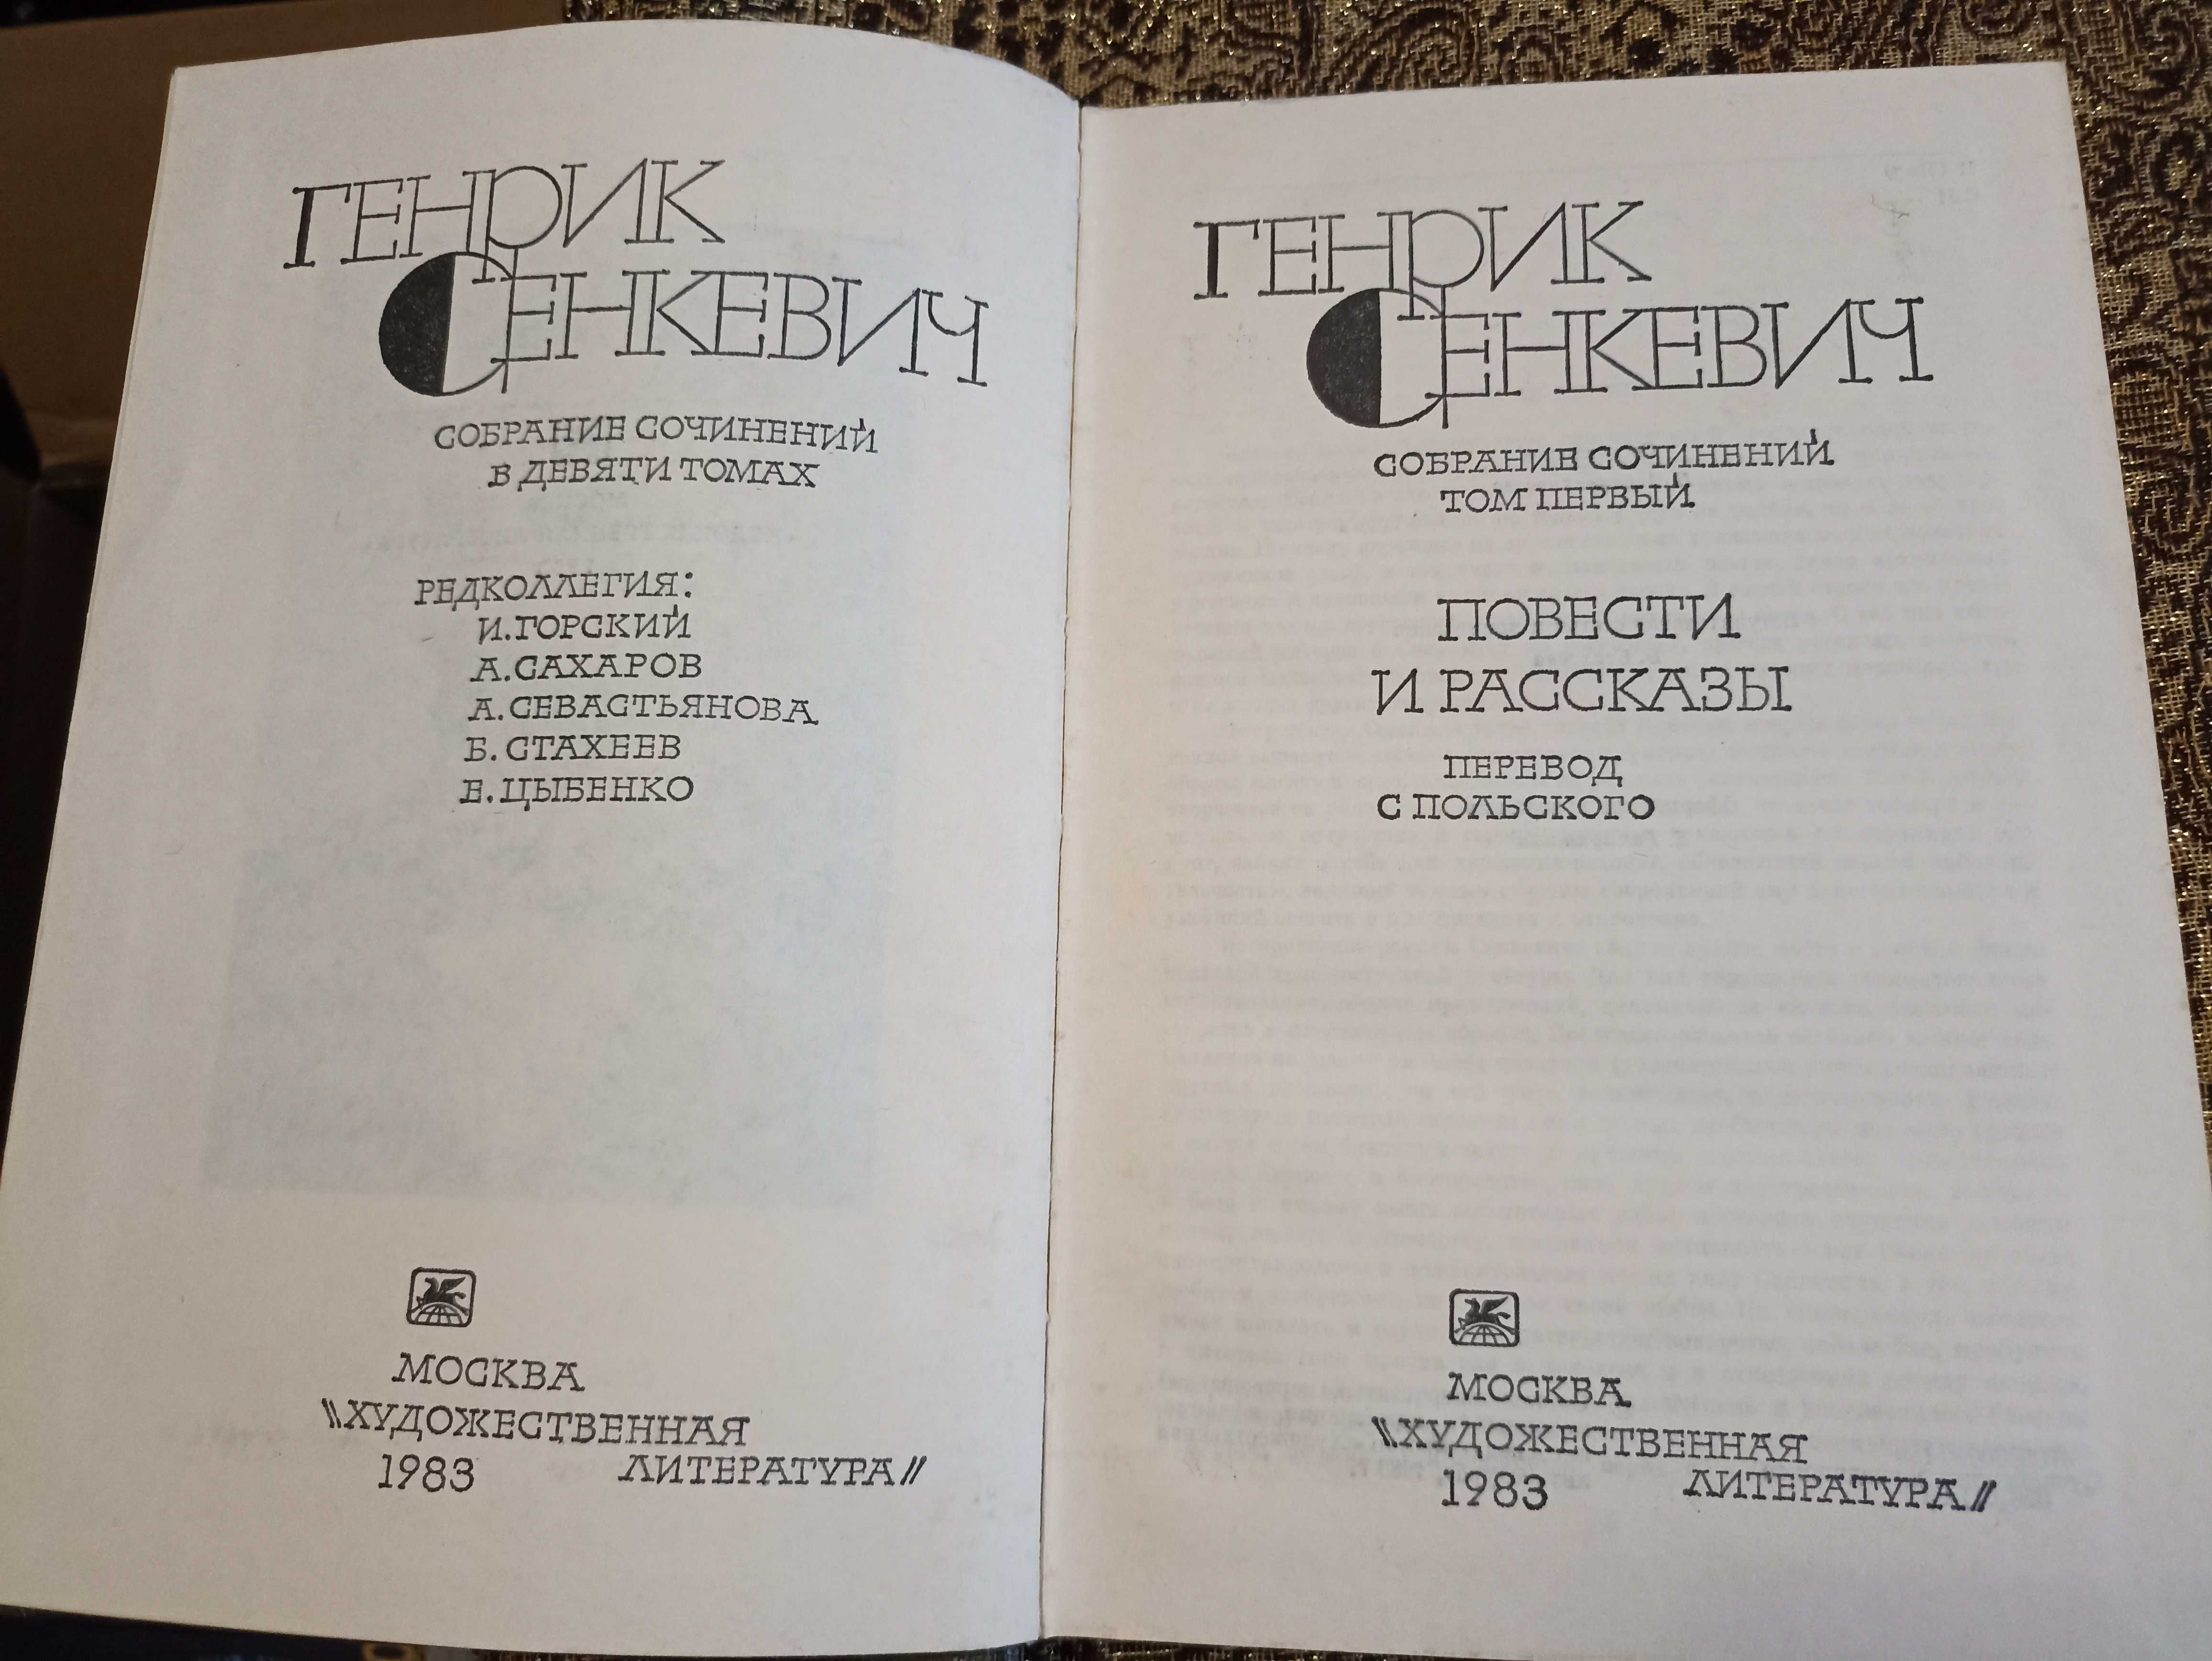 ГЕНРИК
СЕНКЕВИЧ
СОБРАНИЕ СОЧИНЕНИЙ
В ДЕВЯТИ ТОМАХ
РЕДКОЛЛЕГИЯ:
И. ГОРСКИЙ
А. САХАРОВ
А. СЕВАСТЬЯНОВА
Б. СТАХЕЕВ
Е. ЦЫБЕНКО
МОСКВА
"ХУДОЖЕСТВЕННАЯ
1983 ЛИТЕРАТУРА"
ГЕНРИК
СЕНКЕВИЧ
СОБРАНИЕ СОЧИНЕНИЙ
ТОМ ПЕРВЫЙ
ПОВЕСТИ
И РАССКАЗЫ
ПЕРЕВОД
С ПОЛЬСКОГО
МОСКВА
"ХУДОЖЕСТВЕННАЯ
1983 ЛИТЕРАТУРА"